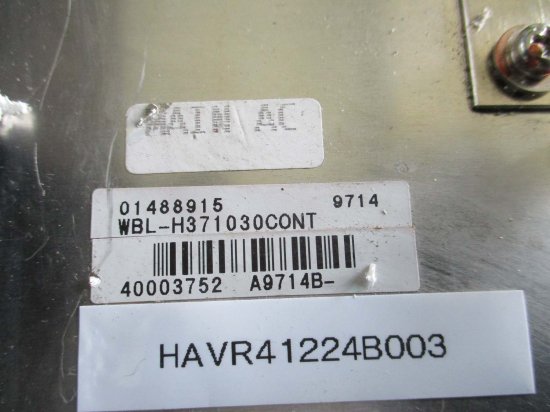 MAIN AC
01488915 9714
WBL-H371030CONT
40003752 A9714B-
HAVR41224B003